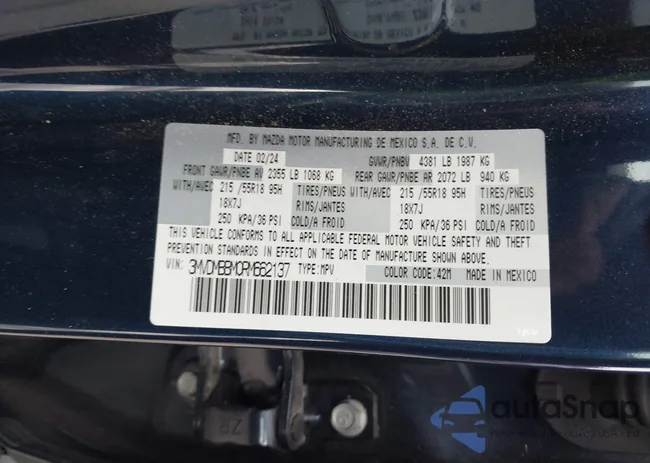 MFD. BY MAZDA MOTOR MANUFACTURING DE MEXICO S.A. DE C.V.
DATE 02/24 GVWR/PNBV 4381 LB 1987 KG
FRONT GAWR/PNBE AV 2355 LB 1068 KG REAR GAWR/PNBE AR 2072 LB 940 KG
WITH/AVEC 215 /55R18 95H TIRES/PNEUS WITH/AVEC 215 /55R18 95H TIRES/PNEUS
18X7J RIMS/JANTES 18X7J RIMS/JANTES
250 KPA/36 PSI COLD/A FROID 250 KPA/36 PSI COLD/A FROID
THIS VEHICLE CONFORMS TO ALL APPLICABLE FEDERAL MOTOR VEHICLE SAFETY AND THEFT
PREVENTION STANDARDS IN EFFECT ON THE DATE OF MANUFACTURE SHOWN ABOVE.
VIN: 3MVDMBBM0RM662137 TYPE:MPV COLOR CODE:42M MADE IN MEXICO
ZP
autoSnap